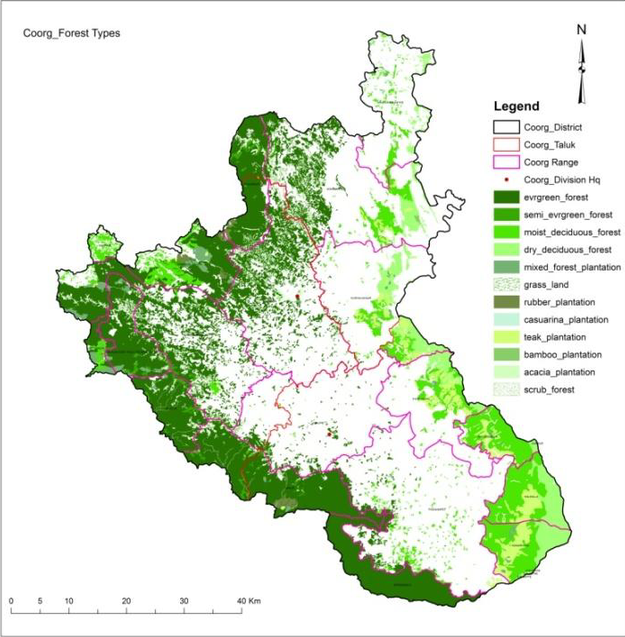 Coorg_Forest Types
N
Legend
Coorg_District
Coorg_Taluk
Coorg Range
Coorg_Division Hq
evrgreen_forest
semi_evrgreen_forest
moist_deciduous_forest
dry_deciduous_forest
mixed_forest_plantation
grass_land
rubber_plantation
casuarina_plantation
teak_plantation
bamboo_plantation
acacia_plantation
scrub_forest
0 5 10 20 30 40 Km